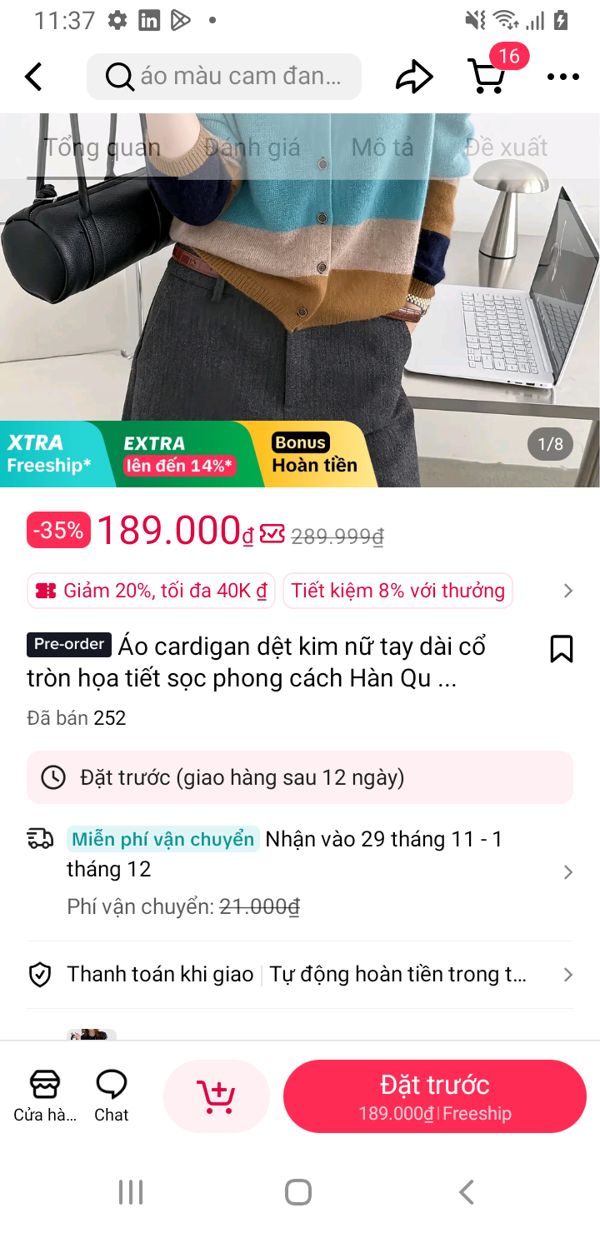 11:37
áo màu cam đan...
16
Tổng quan
Đánh giá
Mô tả
Đề xuất
XTRA
Freeship*
EXTRA
lên đến 14%*
Bonus
Hoàn tiền
1/8
-35% 189.000₫ 289.999₫
Giảm 20%, tối đa 40K ₫
Tiết kiệm 8% với thưởng
Pre-order Áo cardigan dệt kim nữ tay dài cổ
tròn họa tiết sọc phong cách Hàn Qu ...
Đã bán 252
Đặt trước (giao hàng sau 12 ngày)
Miễn phí vận chuyển Nhận vào 29 tháng 11 - 1
tháng 12
Phí vận chuyển: 21.000₫
Thanh toán khi giao | Tự động hoàn tiền trong t...
Cửa hà...
Chat
Đặt trước
189.000₫ | Freeship